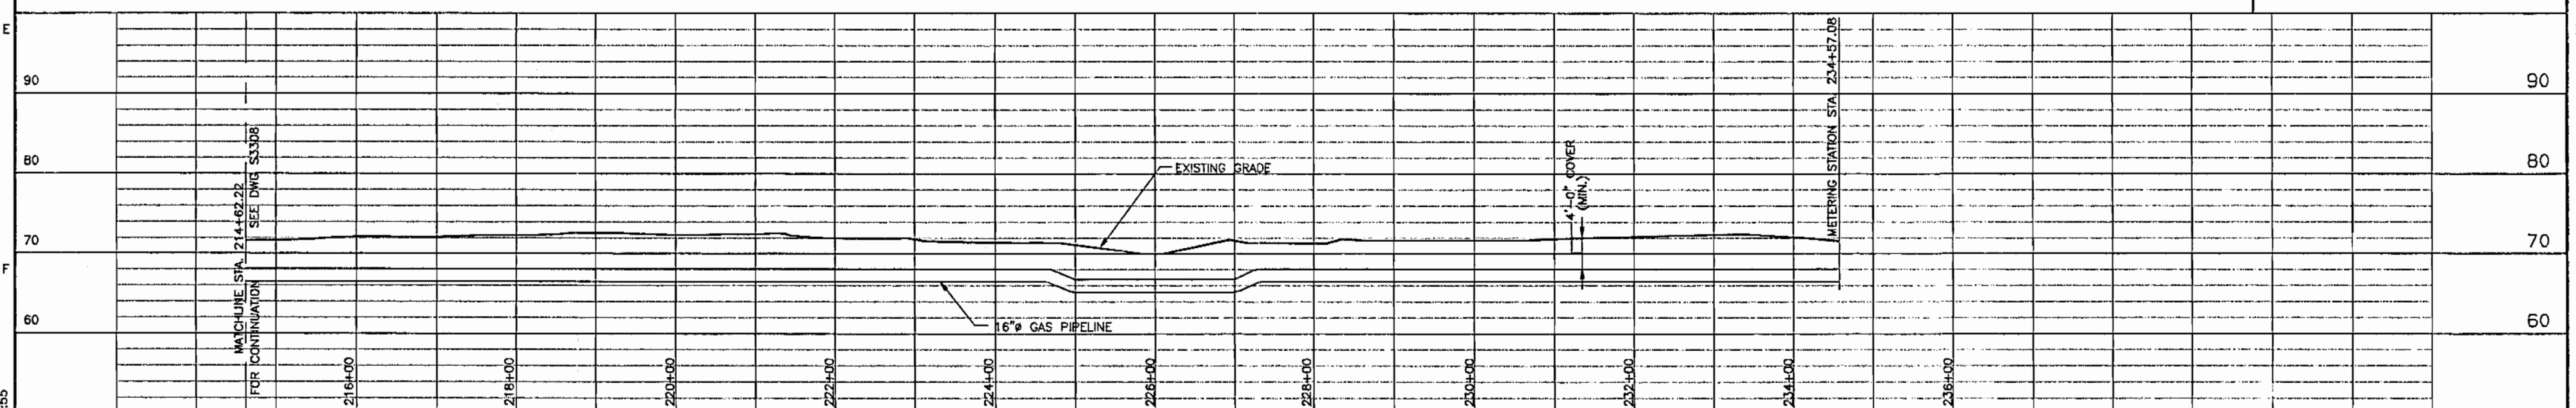 E
90
80
70
F
60
:55
MATCHLINE STA. 214+62.22
FOR CONTINUATION SEE DWG S3308
EXISTING GRADE
16"ø GAS PIPELINE
4'-0" COVER
(MIN.)
METERING STATION STA. 234+57.08
90
80
70
60
216+00
218+00
220+00
222+00
224+00
226+00
228+00
230+00
232+00
234+00
236+00